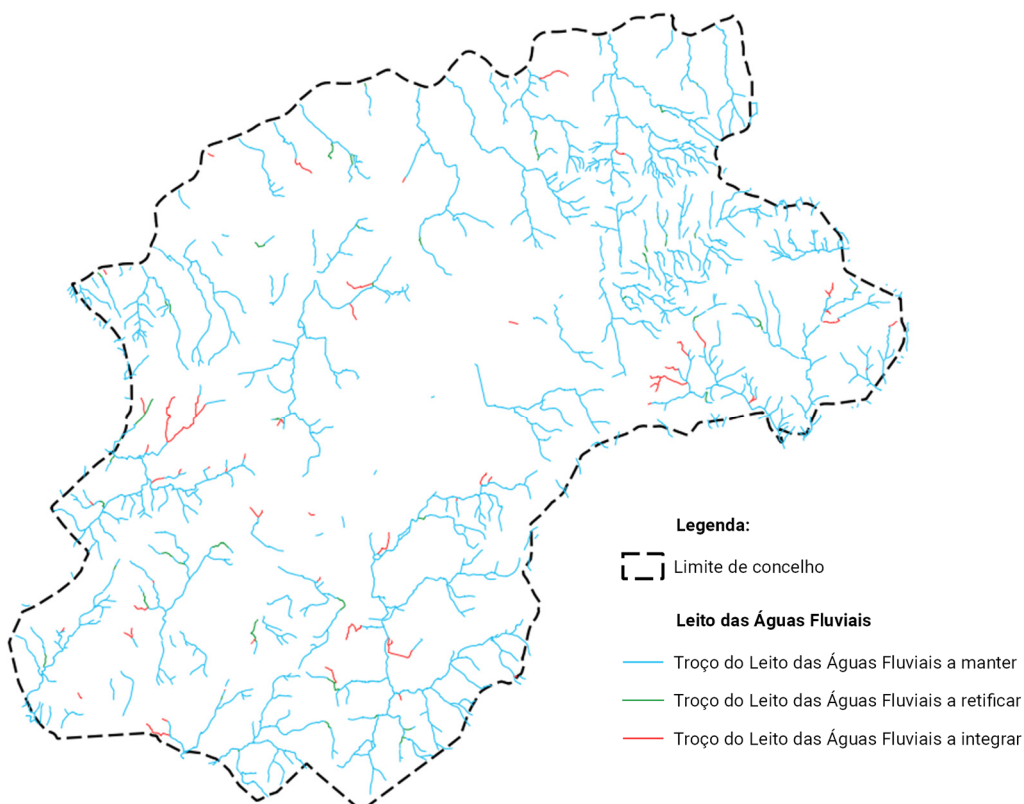 Legenda:
Limite de concelho
Leito das Águas Fluviais
Troço do Leito das Águas Fluviais a manter
Troço do Leito das Águas Fluviais a retificar
Troço do Leito das Águas Fluviais a integrar